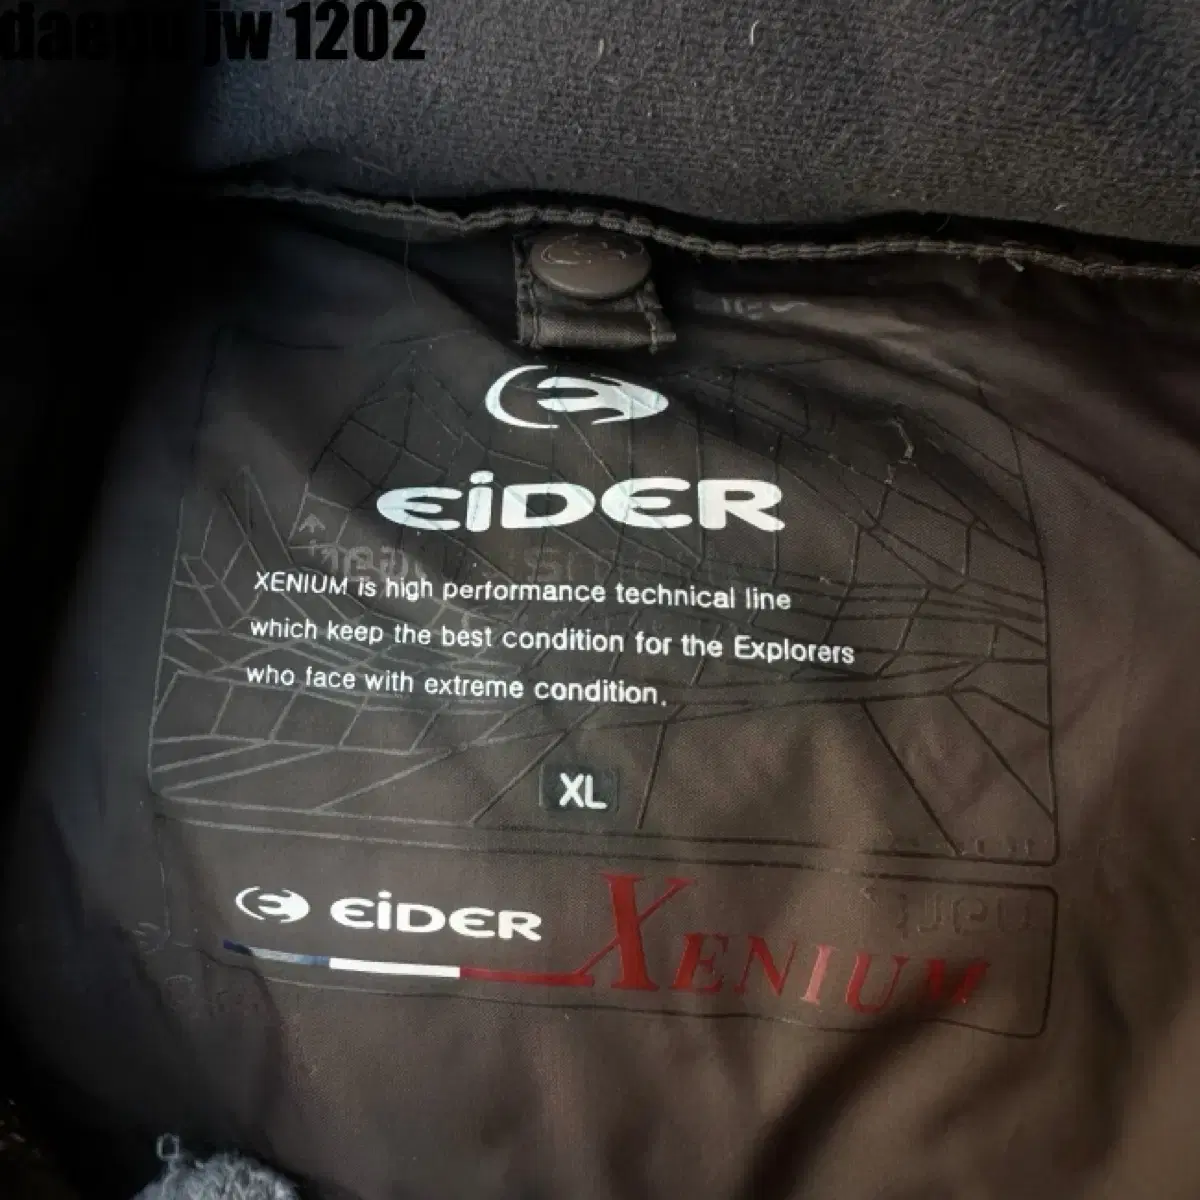 daegu jw 1202
EiDER
XENIUM is high performance technical line
which keep the best condition for the Explorers
who face with extreme condition.
XL
EiDER XENIUM